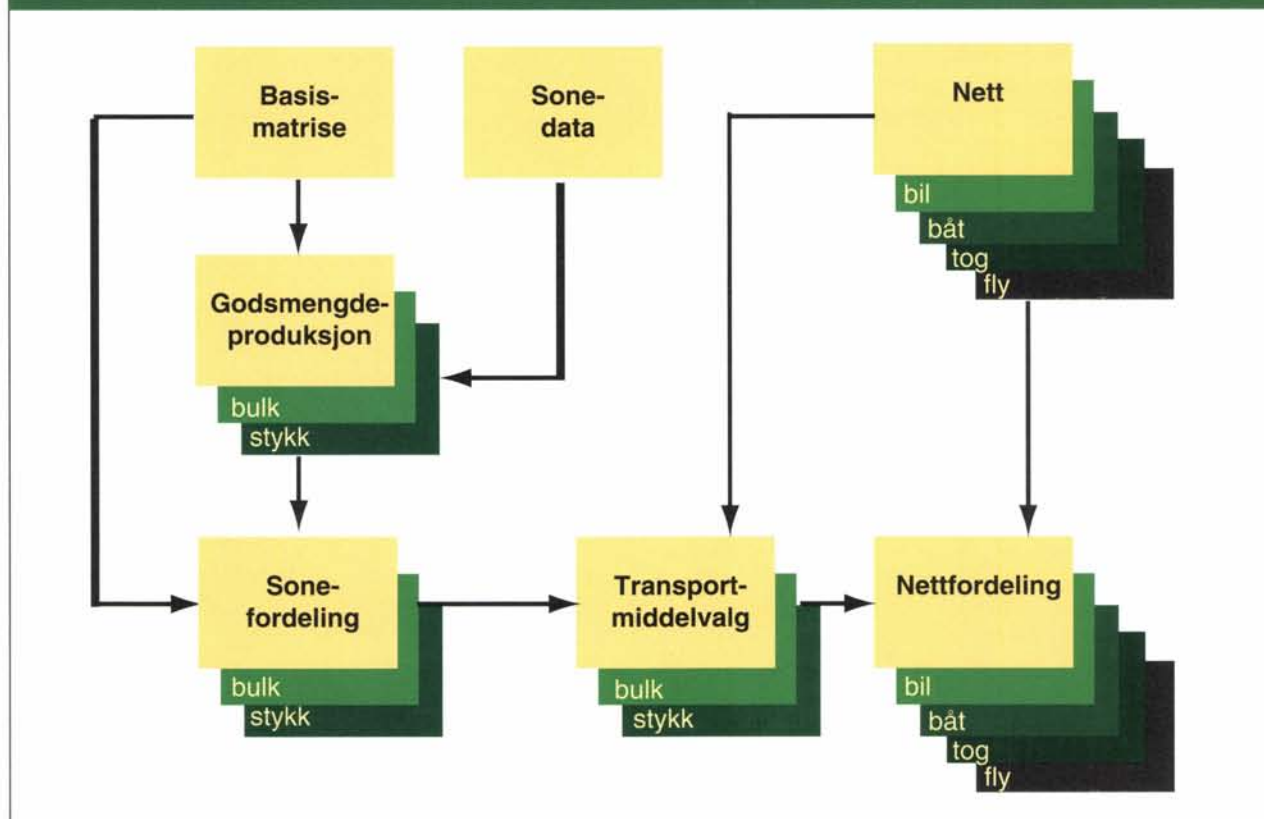 Basis-
matrise
Sone-
data
Nett
bil
båt
tog
fly
Godsmengde-
produksjon
bulk
stykk
Sone-
fordeling
bulk
stykk
Transport-
middelvalg
bulk
stykk
Nettfordeling
bil
båt
tog
fly